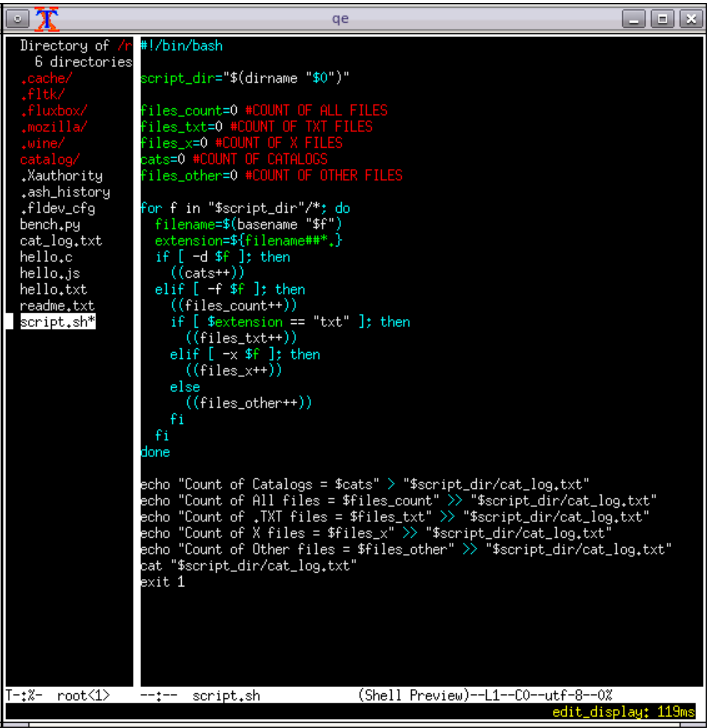 qe
Directory of /r
6 directories
.cache/
.fltk/
.fluxbox/
.mozilla/
.wine/
catalog/
.Xauthority
.ash_history
.fldev_cfg
bench.py
cat_log.txt
hello.c
hello.js
hello.txt
readme.txt
script.sh*
#!/bin/bash
script_dir="$(dirname "$0")"
files_count=0 #COUNT OF ALL FILES
files_txt=0 #COUNT OF TXT FILES
files_x=0 #COUNT OF X FILES
cats=0 #COUNT OF CATALOGS
files_other=0 #COUNT OF OTHER FILES
for f in "$script_dir"/*; do
  filename=$(basename "$f")
  extension=${filename##*.}
  if [ -d $f ]; then
    ((cats++))
  elif [ -f $f ]; then
    ((files_count++))
    if [ $extension == "txt" ]; then
      ((files_txt++))
    elif [ -x $f ]; then
      ((files_x++))
    else
      ((files_other++))
    fi
  fi
done
echo "Count of Catalogs = $cats" > "$script_dir/cat_log.txt"
echo "Count of All files = $files_count" >> "$script_dir/cat_log.txt"
echo "Count of .TXT files = $files_txt" >> "$script_dir/cat_log.txt"
echo "Count of X files = $files_x" >> "$script_dir/cat_log.txt"
echo "Count of Other files = $files_other" >> "$script_dir/cat_log.txt"
cat "$script_dir/cat_log.txt"
exit 1
T-:%-  root<1>
--:--  script.sh (Shell Preview)--L1--C0--utf-8--0%
edit_display: 119ms